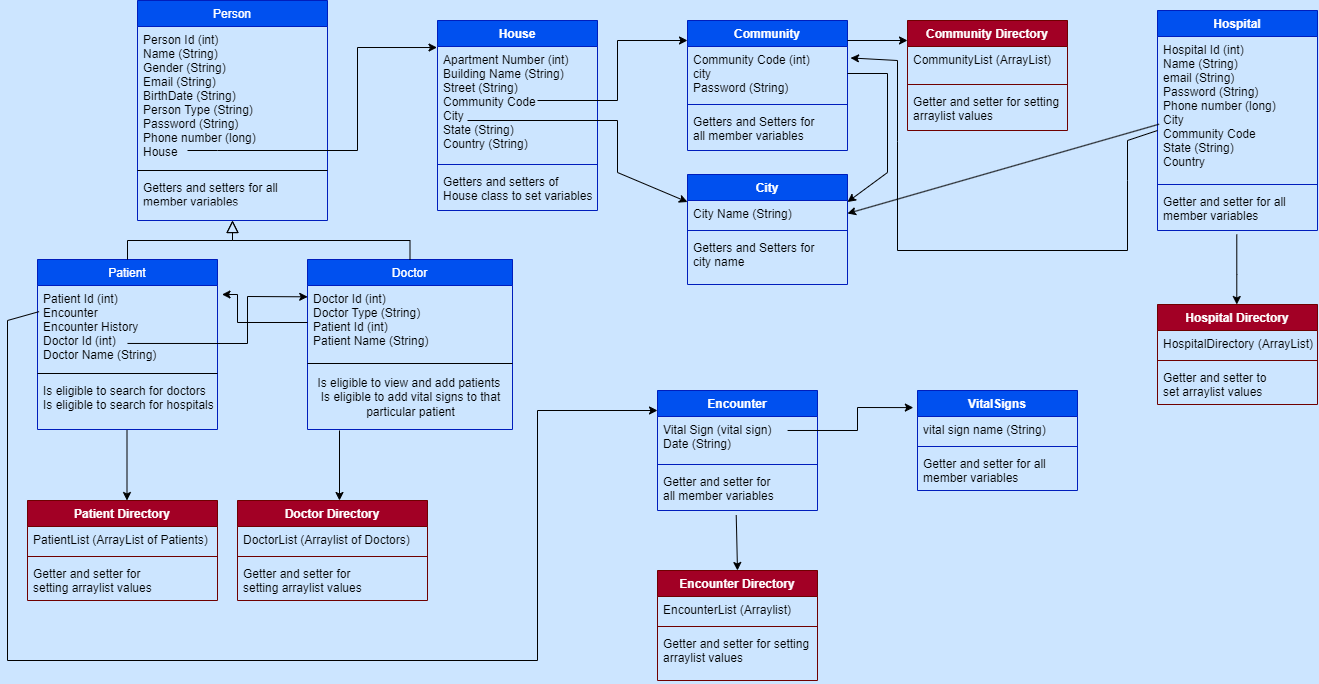 Person
Person Id (int)
Name (String)
Gender (String)
Email (String)
BirthDate (String)
Person Type (String)
Password (String)
Phone number (long)
House
Getters and setters for all
member variables
House
Apartment Number (int)
Building Name (String)
Street (String)
Community Code
City
State (String)
Country (String)
Getters and setters of
House class to set variables
Community
Community Code (int)
city
Password (String)
Getters and Setters for
all member variables
Community Directory
CommunityList (ArrayList)
Getter and setter for setting
arraylist values
Hospital
Hospital Id (int)
Name (String)
email (String)
Password (String)
Phone number (long)
City
Community Code
State (String)
Country
Getter and setter for all
member variables
City
City Name (String)
Getters and Setters for
city name
Patient
Patient Id (int)
Encounter
Encounter History
Doctor Id (int)
Doctor Name (String)
Is eligible to search for doctors
Is eligible to search for hospitals
Doctor
Doctor Id (int)
Doctor Type (String)
Patient Id (int)
Patient Name (String)
Is eligible to view and add patients
Is eligible to add vital signs to that
particular patient
Hospital Directory
HospitalDirectory (ArrayList)
Getter and setter to
set arraylist values
Encounter
Vital Sign (vital sign)
Date (String)
Getter and setter for
all member variables
VitalSigns
vital sign name (String)
Getter and setter for all
member variables
Patient Directory
PatientList (ArrayList of Patients)
Getter and setter for
setting arraylist values
Doctor Directory
DoctorList (Arraylist of Doctors)
Getter and setter for
setting arraylist values
Encounter Directory
EncounterList (Arraylist)
Getter and setter for setting
arraylist values